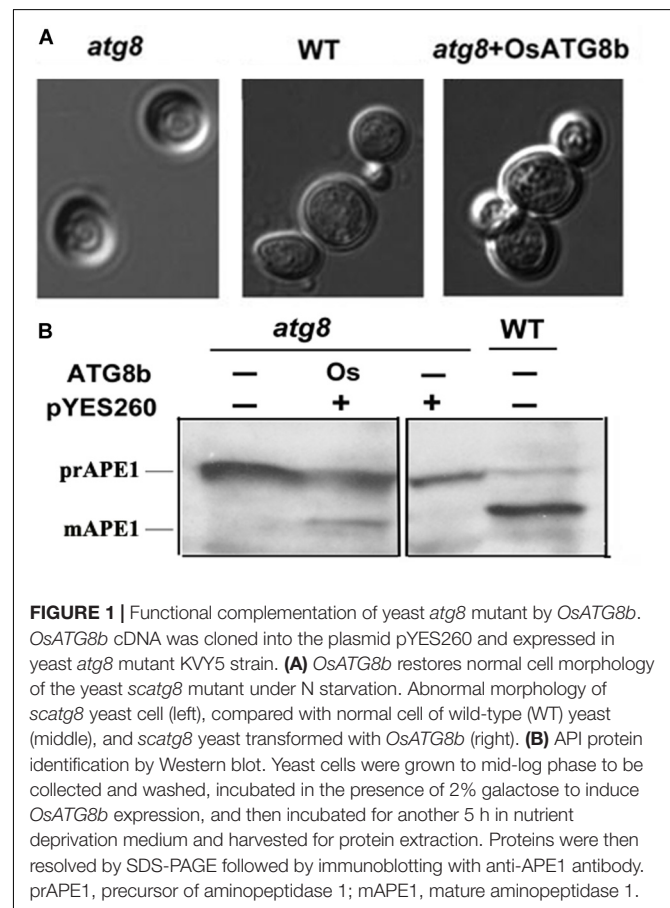 A
atg8 WT atg8+OsATG8b
B
atg8 WT
ATG8b — Os — —
pYES260 — + + —
prAPE1
mAPE1
FIGURE 1 | Functional complementation of yeast atg8 mutant by OsATG8b.
OsATG8b cDNA was cloned into the plasmid pYES260 and expressed in
yeast atg8 mutant KVY5 strain. (A) OsATG8b restores normal cell morphology
of the yeast scatg8 mutant under N starvation. Abnormal morphology of
scatg8 yeast cell (left), compared with normal cell of wild-type (WT) yeast
(middle), and scatg8 yeast transformed with OsATG8b (right). (B) API protein
identification by Western blot. Yeast cells were grown to mid-log phase to be
collected and washed, incubated in the presence of 2% galactose to induce
OsATG8b expression, and then incubated for another 5 h in nutrient
deprivation medium and harvested for protein extraction. Proteins were then
resolved by SDS-PAGE followed by immunoblotting with anti-APE1 antibody.
prAPE1, precursor of aminopeptidase 1; mAPE1, mature aminopeptidase 1.